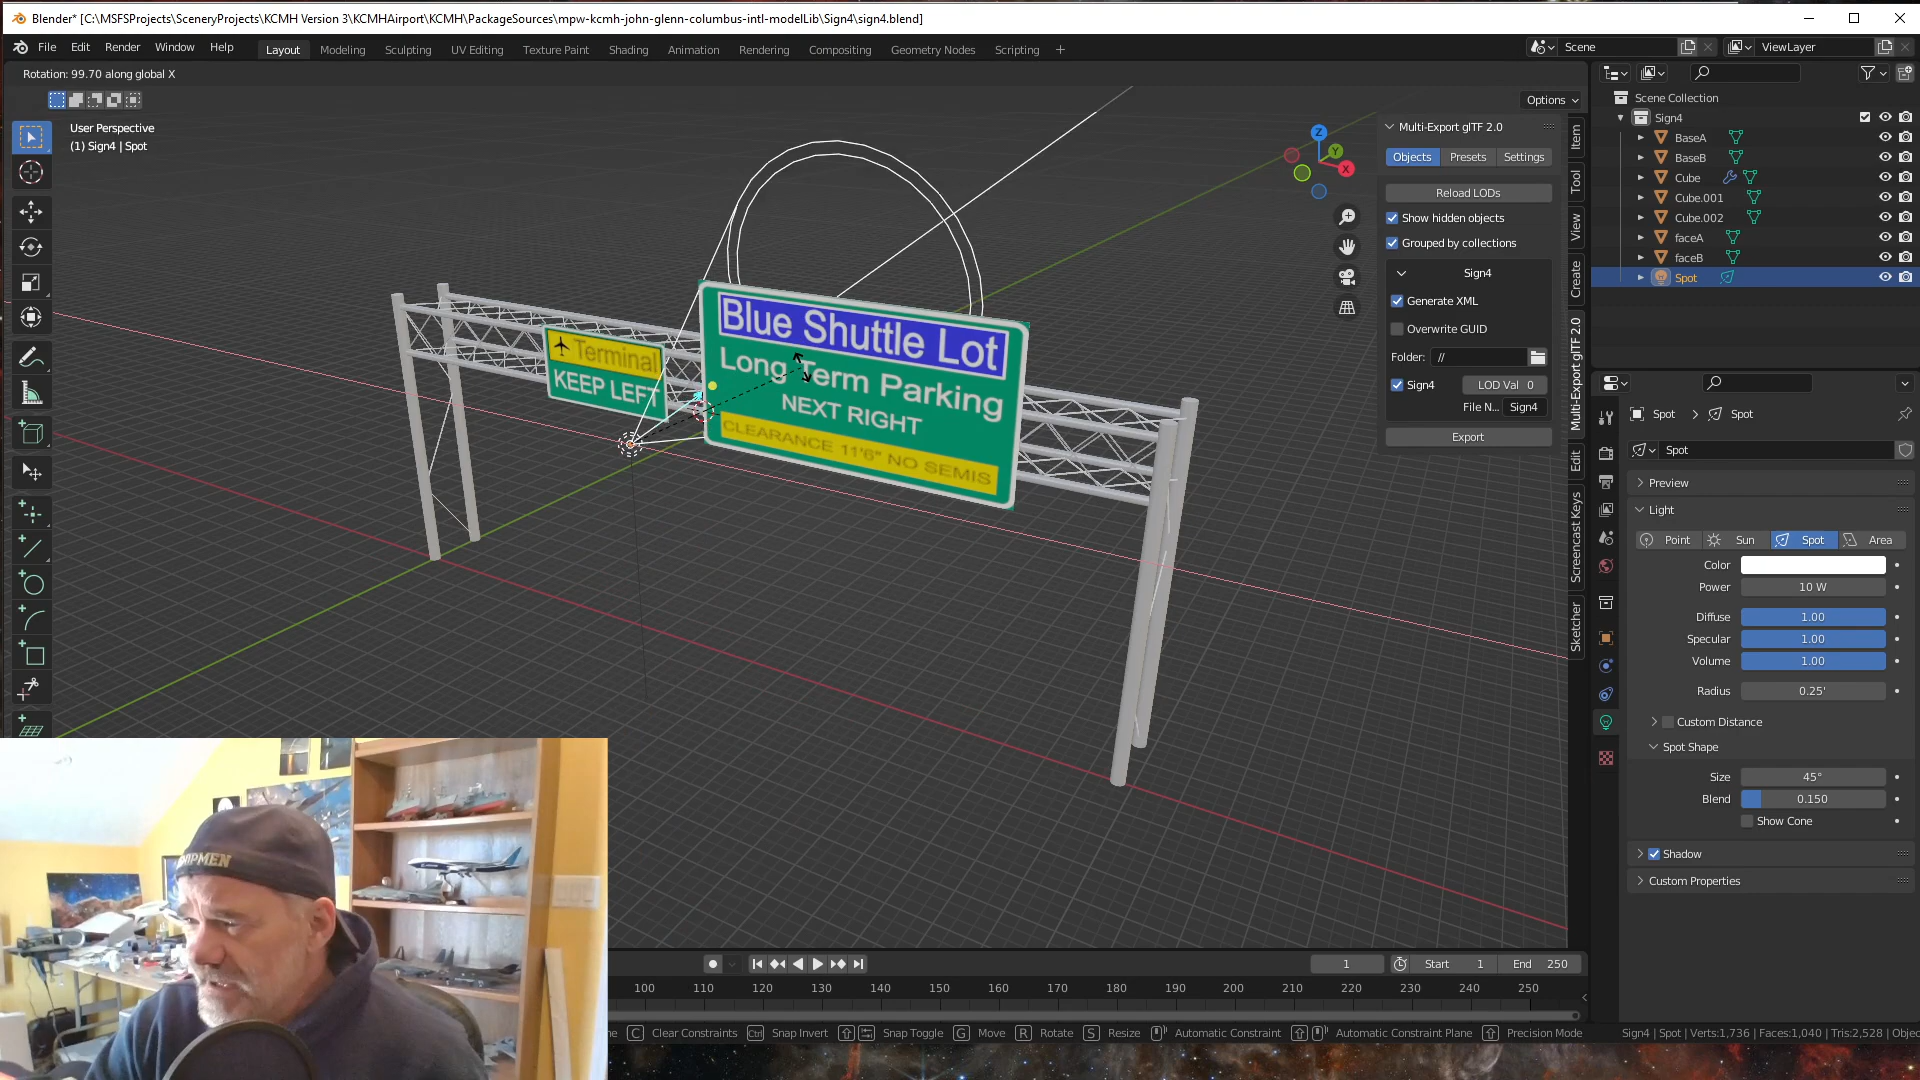 Blender* [C:\MSFSProjects\SceneryProjects\KCMH Version 3\KCMHAirport\KCMH\PackageSources\mpw-kcmh-john-glenn-columbus-intl-modelLib\Sign4\sign4.blend]
File Edit Render Window Help Layout Modeling Sculpting UV Editing Texture Paint Shading Animation Rendering Compositing Geometry Nodes Scripting + Scene ViewLayer
Rotation: 99.70 along global X
Options
User Perspective
(1) Sign4 | Spot
Z
Y
X
Blue Shuttle Lot
Long Term Parking
NEXT RIGHT
CLEARANCE 11'6" NO SEMIS
Terminal
KEEP LEFT
Multi-Export glTF 2.0
Objects Presets Settings
Reload LODs
Show hidden objects
Grouped by collections
Sign4
Generate XML
Overwrite GUID
Folder: //
Sign4 LOD Val 0
File N... Sign4
Export
Item
Tool
View
Create
Multi-Export glTF 2.0
Edit
Screencast Keys
Sketcher
Scene Collection
Sign4
BaseA
BaseB
Cube
Cube.001
Cube.002
faceA
faceB
Spot
Spot > Spot
Spot
Preview
Light
Point Sun Spot Area
Color
Power 10 W
Diffuse 1.00
Specular 1.00
Volume 1.00
Radius 0.25'
Custom Distance
Spot Shape
Size 45°
Blend 0.150
Show Cone
Shadow
Custom Properties
1 Start 1 End 250
100 110 120 130 140 150 160 170 180 190 200 210 220 230 240 250
C Clear Constraints Ctrl Snap Invert Snap Toggle G Move R Rotate S Resize Automatic Constraint Automatic Constraint Plane Precision Mode
Sign4 | Spot | Verts:1,736 | Faces:1,040 | Tris:2,528 | Objec